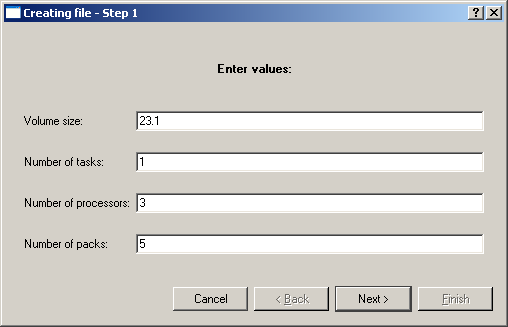 Creating file - Step 1
Enter values:
Volume size: 23.1
Number of tasks: 1
Number of processors: 3
Number of packs: 5
Cancel < Back Next > Finish